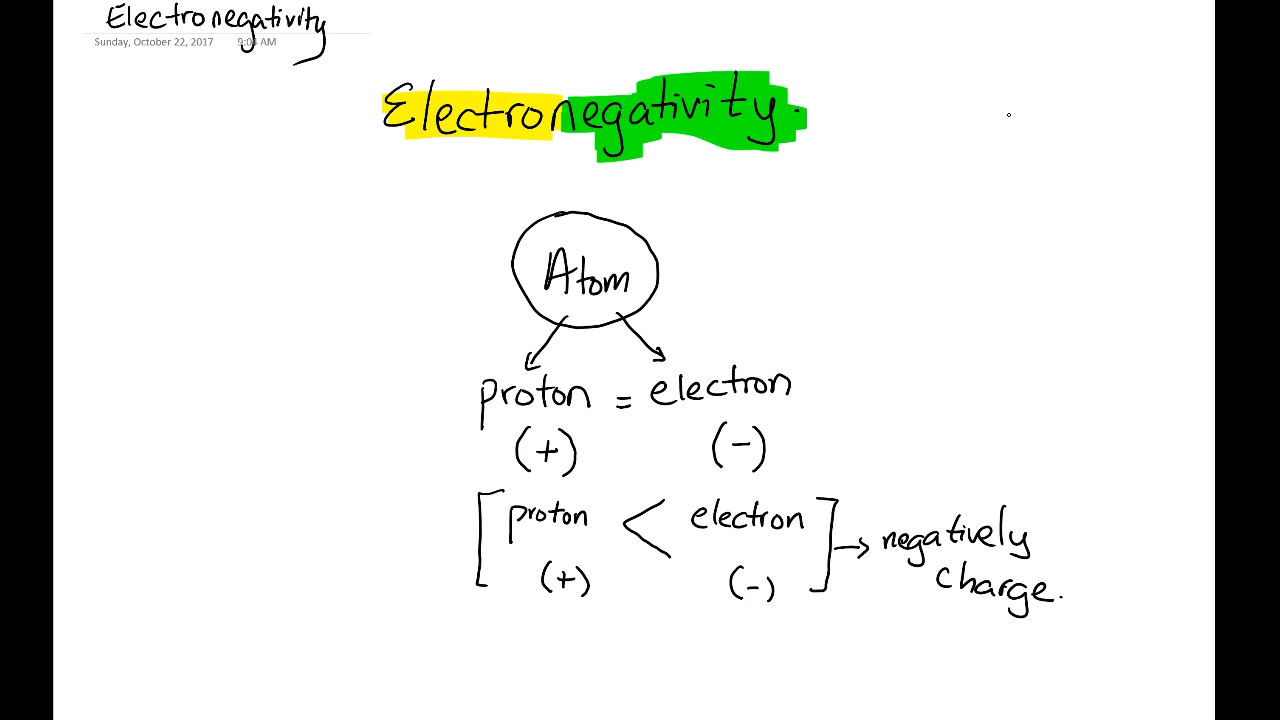 Electronegativity
Sunday, October 22, 2017
Electronegativity.
Atom
proton = electron
(+) (-)
[proton < electron] → negatively
(+) (-) charge.